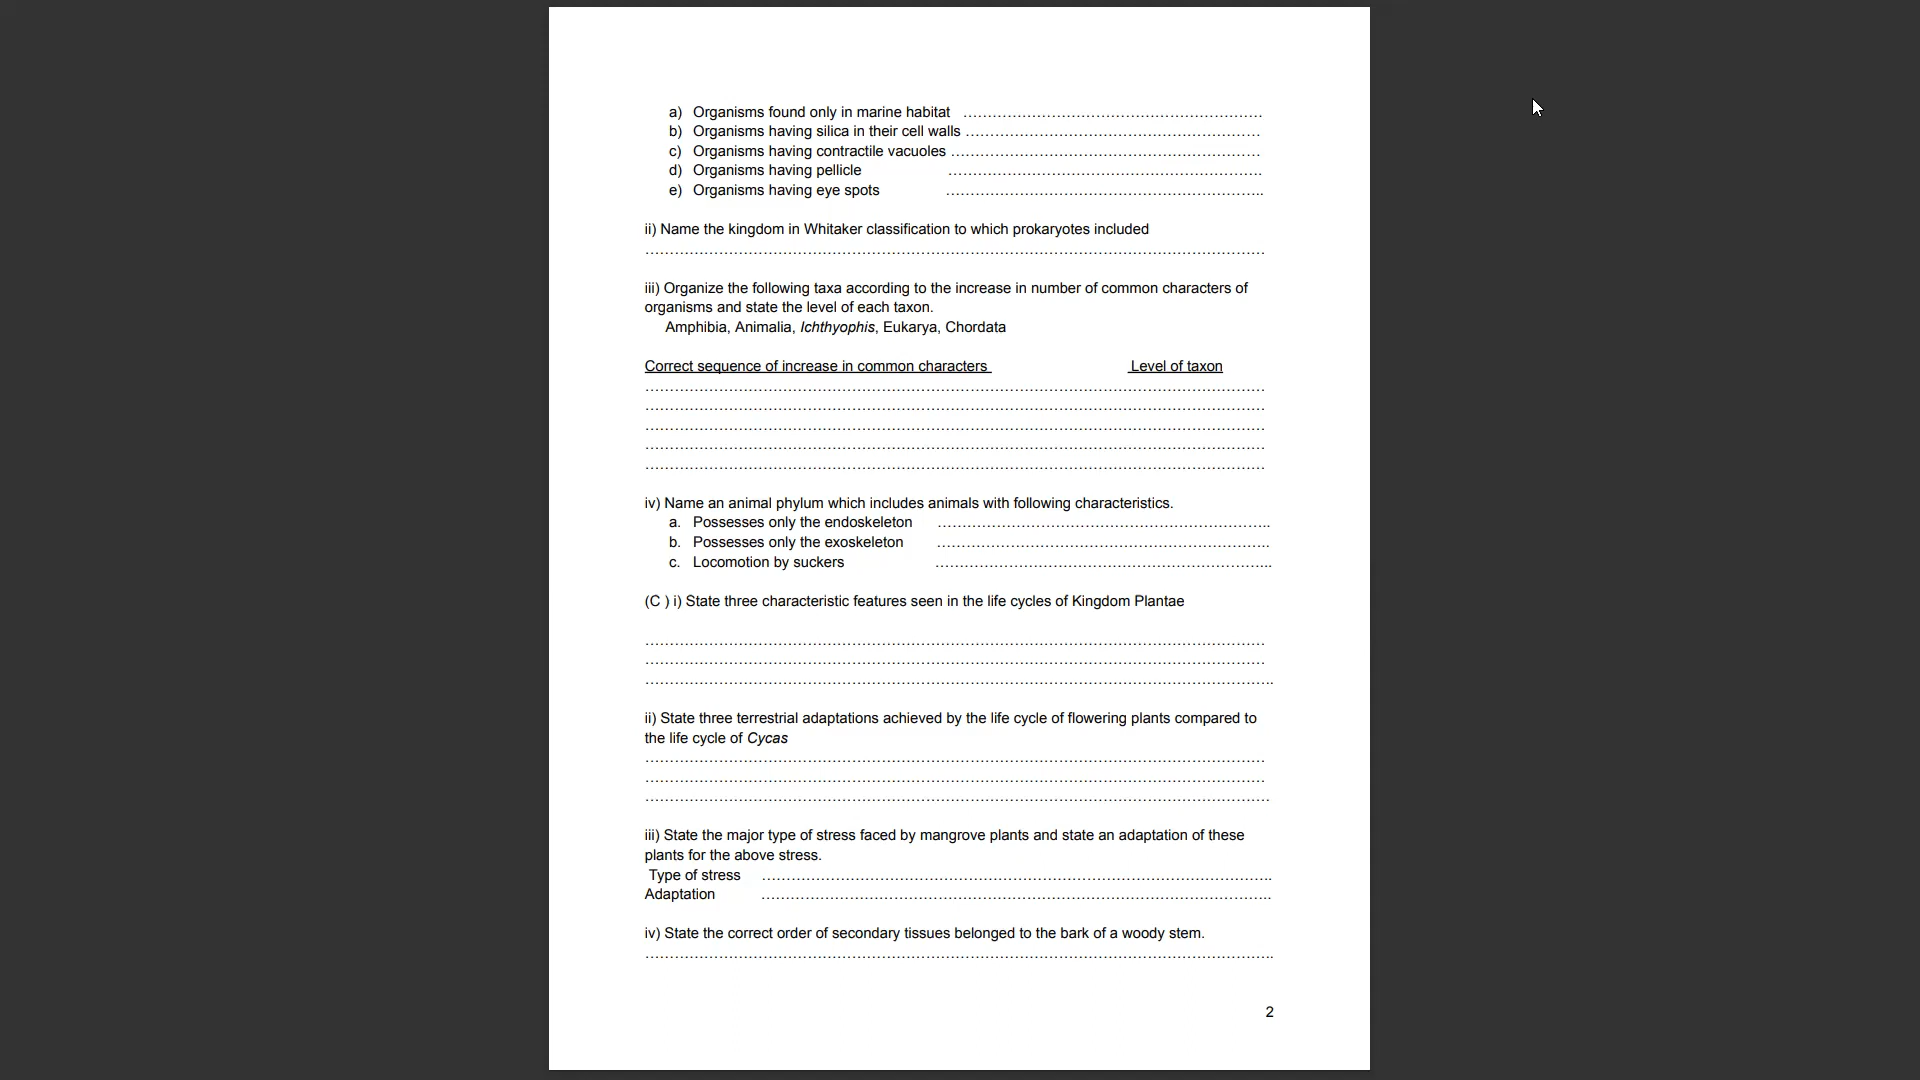 a) Organisms found only in marine habitat ……………………………………………………
b) Organisms having silica in their cell walls ……………………………………………………
c) Organisms having contractile vacuoles ………………………………………………………
d) Organisms having pellicle ……………………………………………………….
e) Organisms having eye spots ………………………………………………………..
ii) Name the kingdom in Whitaker classification to which prokaryotes included
………………………………………………………………………………………………………………
iii) Organize the following taxa according to the increase in number of common characters of
organisms and state the level of each taxon.
Amphibia, Animalia, Ichthyophis, Eukarya, Chordata
Correct sequence of increase in common characters Level of taxon
………………………………………………………………………………………………………………
………………………………………………………………………………………………………………
………………………………………………………………………………………………………………
………………………………………………………………………………………………………………
………………………………………………………………………………………………………………
iv) Name an animal phylum which includes animals with following characteristics.
a. Possesses only the endoskeleton …………………………………………………………..
b. Possesses only the exoskeleton …………………………………………………………..
c. Locomotion by suckers …………………………………………………………...
(C ) i) State three characteristic features seen in the life cycles of Kingdom Plantae
………………………………………………………………………………………………………………
………………………………………………………………………………………………………………
………………………………………………………………………………………………………………..
ii) State three terrestrial adaptations achieved by the life cycle of flowering plants compared to
the life cycle of Cycas
………………………………………………………………………………………………………………
………………………………………………………………………………………………………………
……………………………………………………………………………………………………………….
iii) State the major type of stress faced by mangrove plants and state an adaptation of these
plants for the above stress.
Type of stress …………………………………………………………………………………………..
Adaptation …………………………………………………………………………………………..
iv) State the correct order of secondary tissues belonged to the bark of a woody stem.
………………………………………………………………………………………………………………..
2